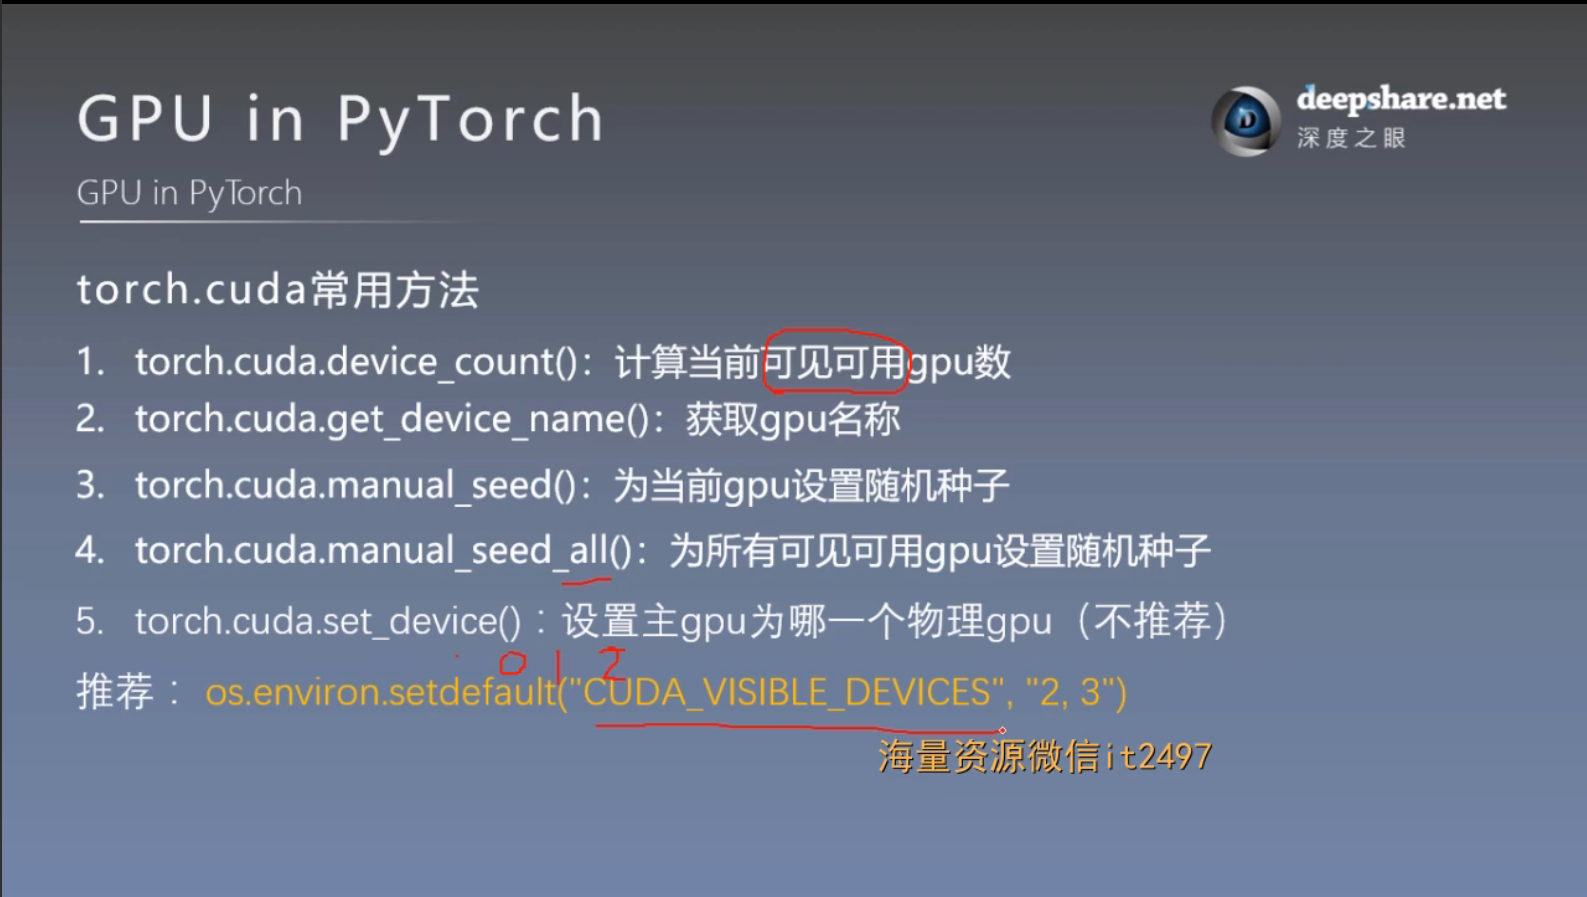 GPU in PyTorch
deepshare.net
深度之眼
GPU in PyTorch
torch.cuda常用方法
1. torch.cuda.device_count()：计算当前可见可用gpu数
2. torch.cuda.get_device_name()：获取gpu名称
3. torch.cuda.manual_seed()：为当前gpu设置随机种子
4. torch.cuda.manual_seed_all()：为所有可见可用gpu设置随机种子
5. torch.cuda.set_device()：设置主gpu为哪一个物理gpu（不推荐）
0 1 2
推荐：os.environ.setdefault("CUDA_VISIBLE_DEVICES", "2, 3")
海量资源微信it2497